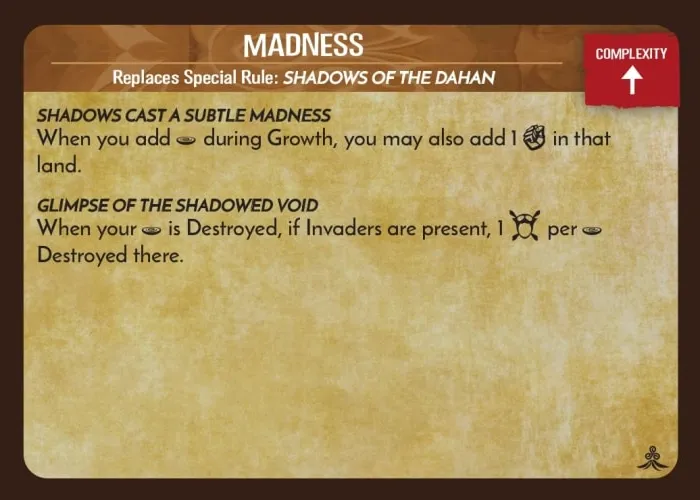 MADNESS
Replaces Special Rule: SHADOWS OF THE DAHAN
COMPLEXITY
SHADOWS CAST A SUBTLE MADNESS
When you add during Growth, you may also add 1 in that
land.
GLIMPSE OF THE SHADOWED VOID
When your is Destroyed, if Invaders are present, 1 per
Destroyed there.